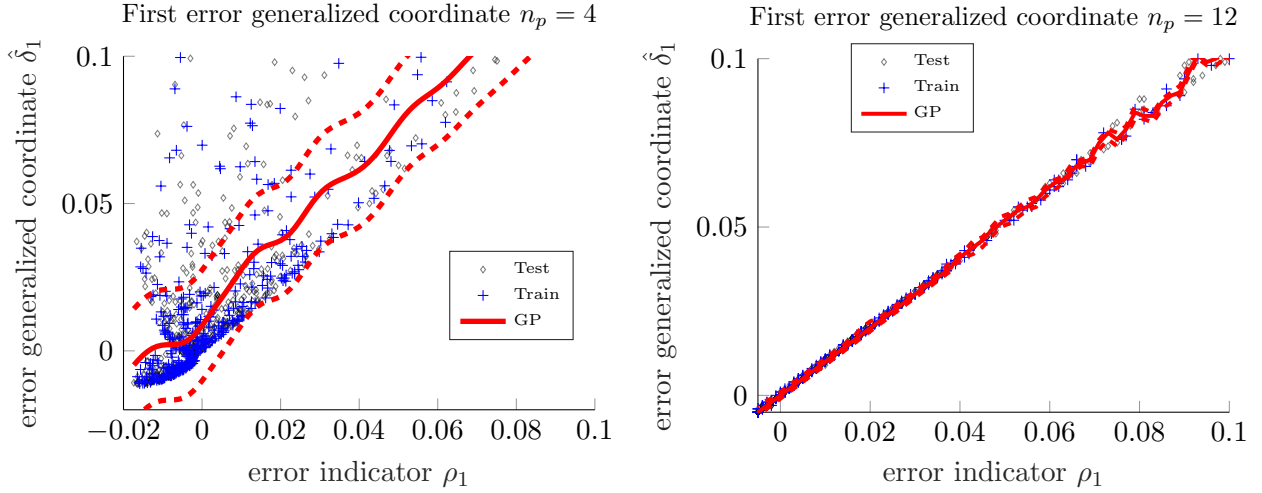 First error generalized coordinate n_p = 4
error generalized coordinate δ̂_1
0.1
0.05
0
−0.02 0 0.02 0.04 0.06 0.08 0.1
error indicator ρ_1
Test
Train
GP
First error generalized coordinate n_p = 12
error generalized coordinate δ̂_1
0.1
0.05
0
0 0.02 0.04 0.06 0.08 0.1
error indicator ρ_1
Test
Train
GP